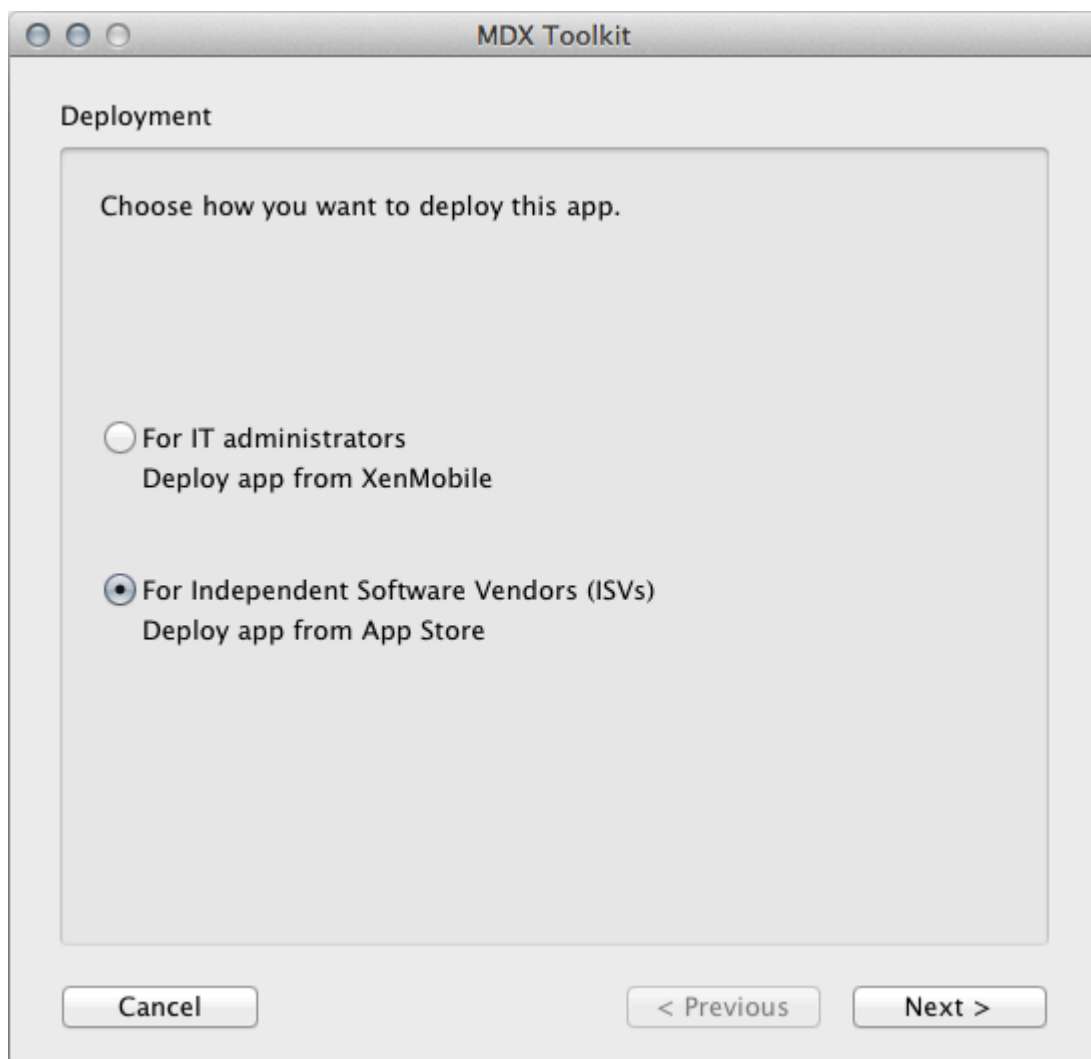 MDX Toolkit
Deployment
Choose how you want to deploy this app.
For IT administrators
Deploy app from XenMobile
For Independent Software Vendors (ISVs)
Deploy app from App Store
Cancel
< Previous
Next >